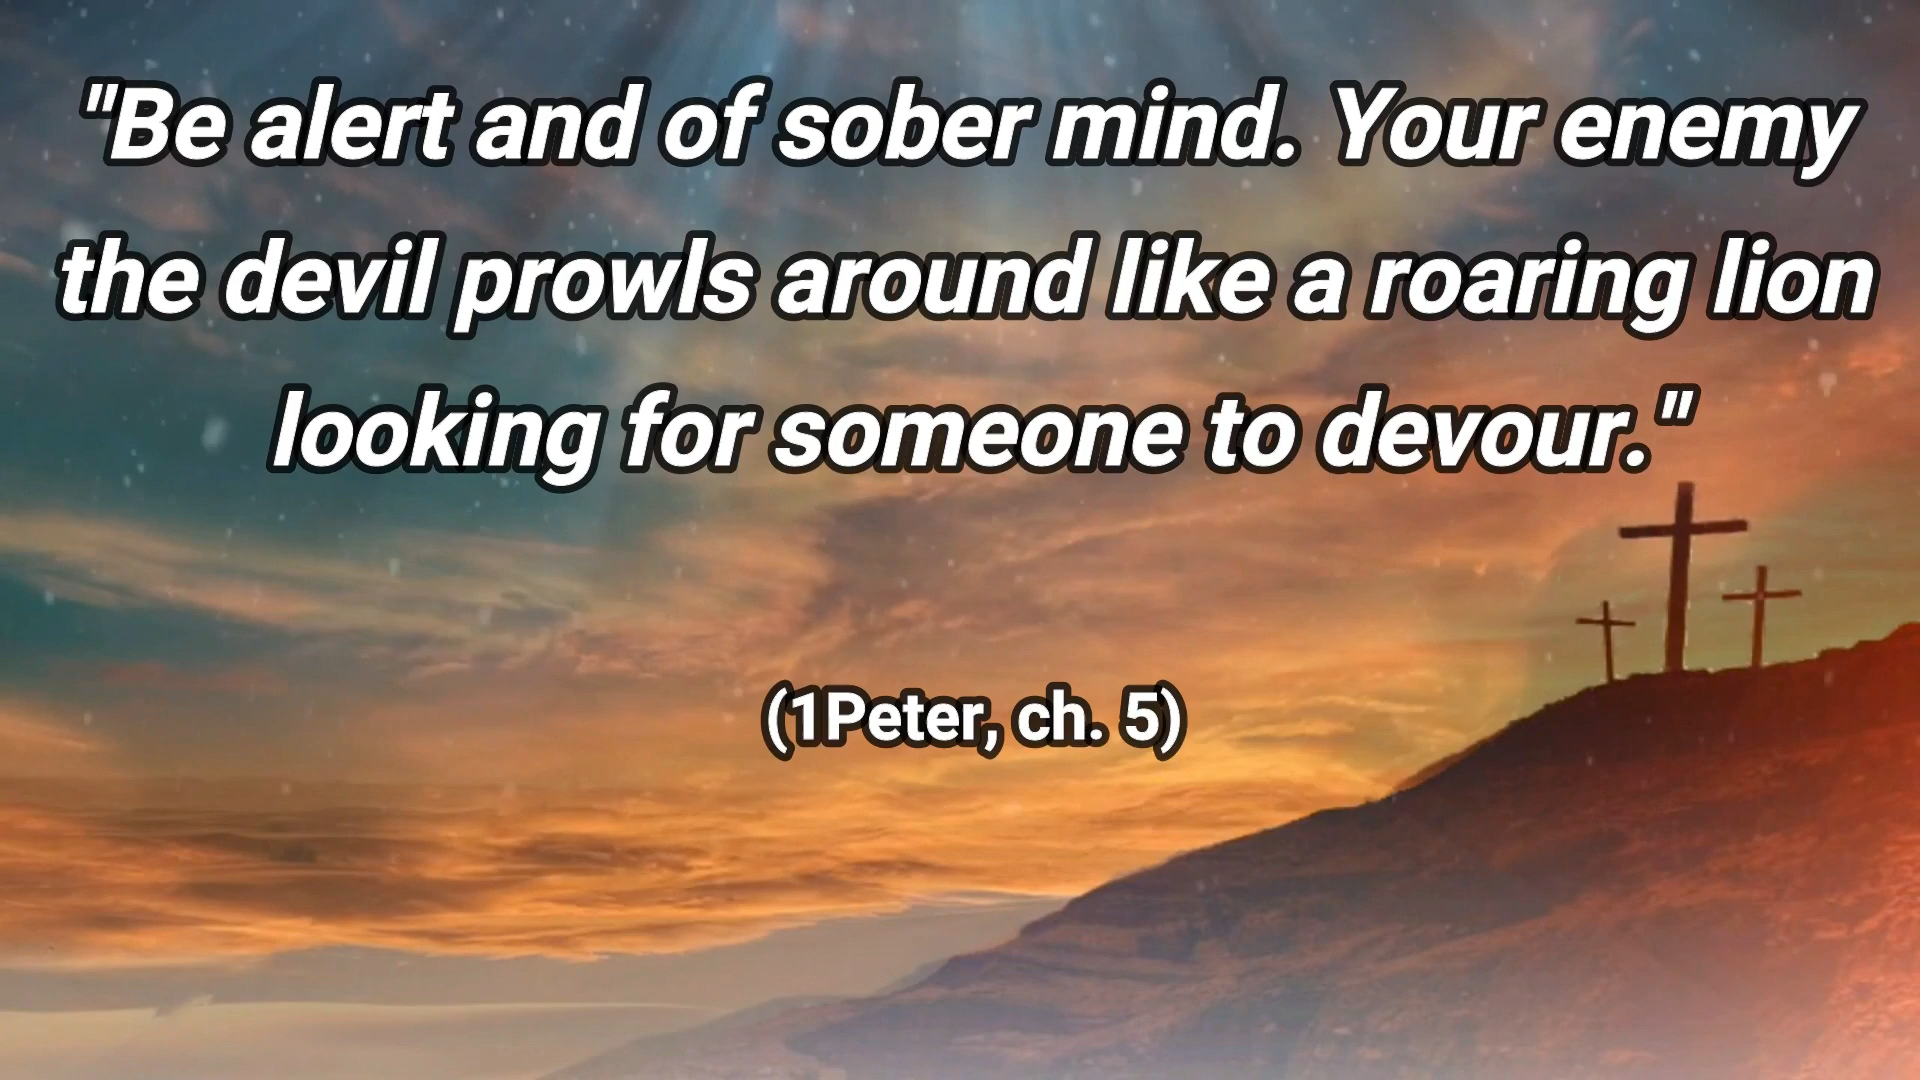 "Be alert and of sober mind. Your enemy
the devil prowls around like a roaring lion
looking for someone to devour."
(1Peter, ch. 5)